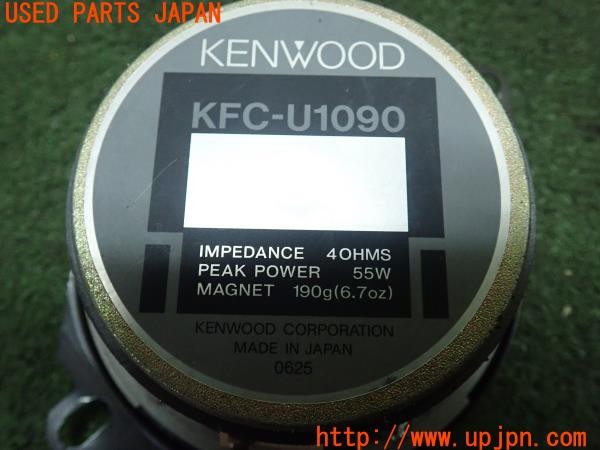 USED PARTS JAPAN
KENWOOD
KFC-U1090
IMPEDANCE 4OHMS
PEAK POWER 55W
MAGNET 190g(6.7oz)
KENWOOD CORPORATION
MADE IN JAPAN
0625
http://www.upjpn.com/